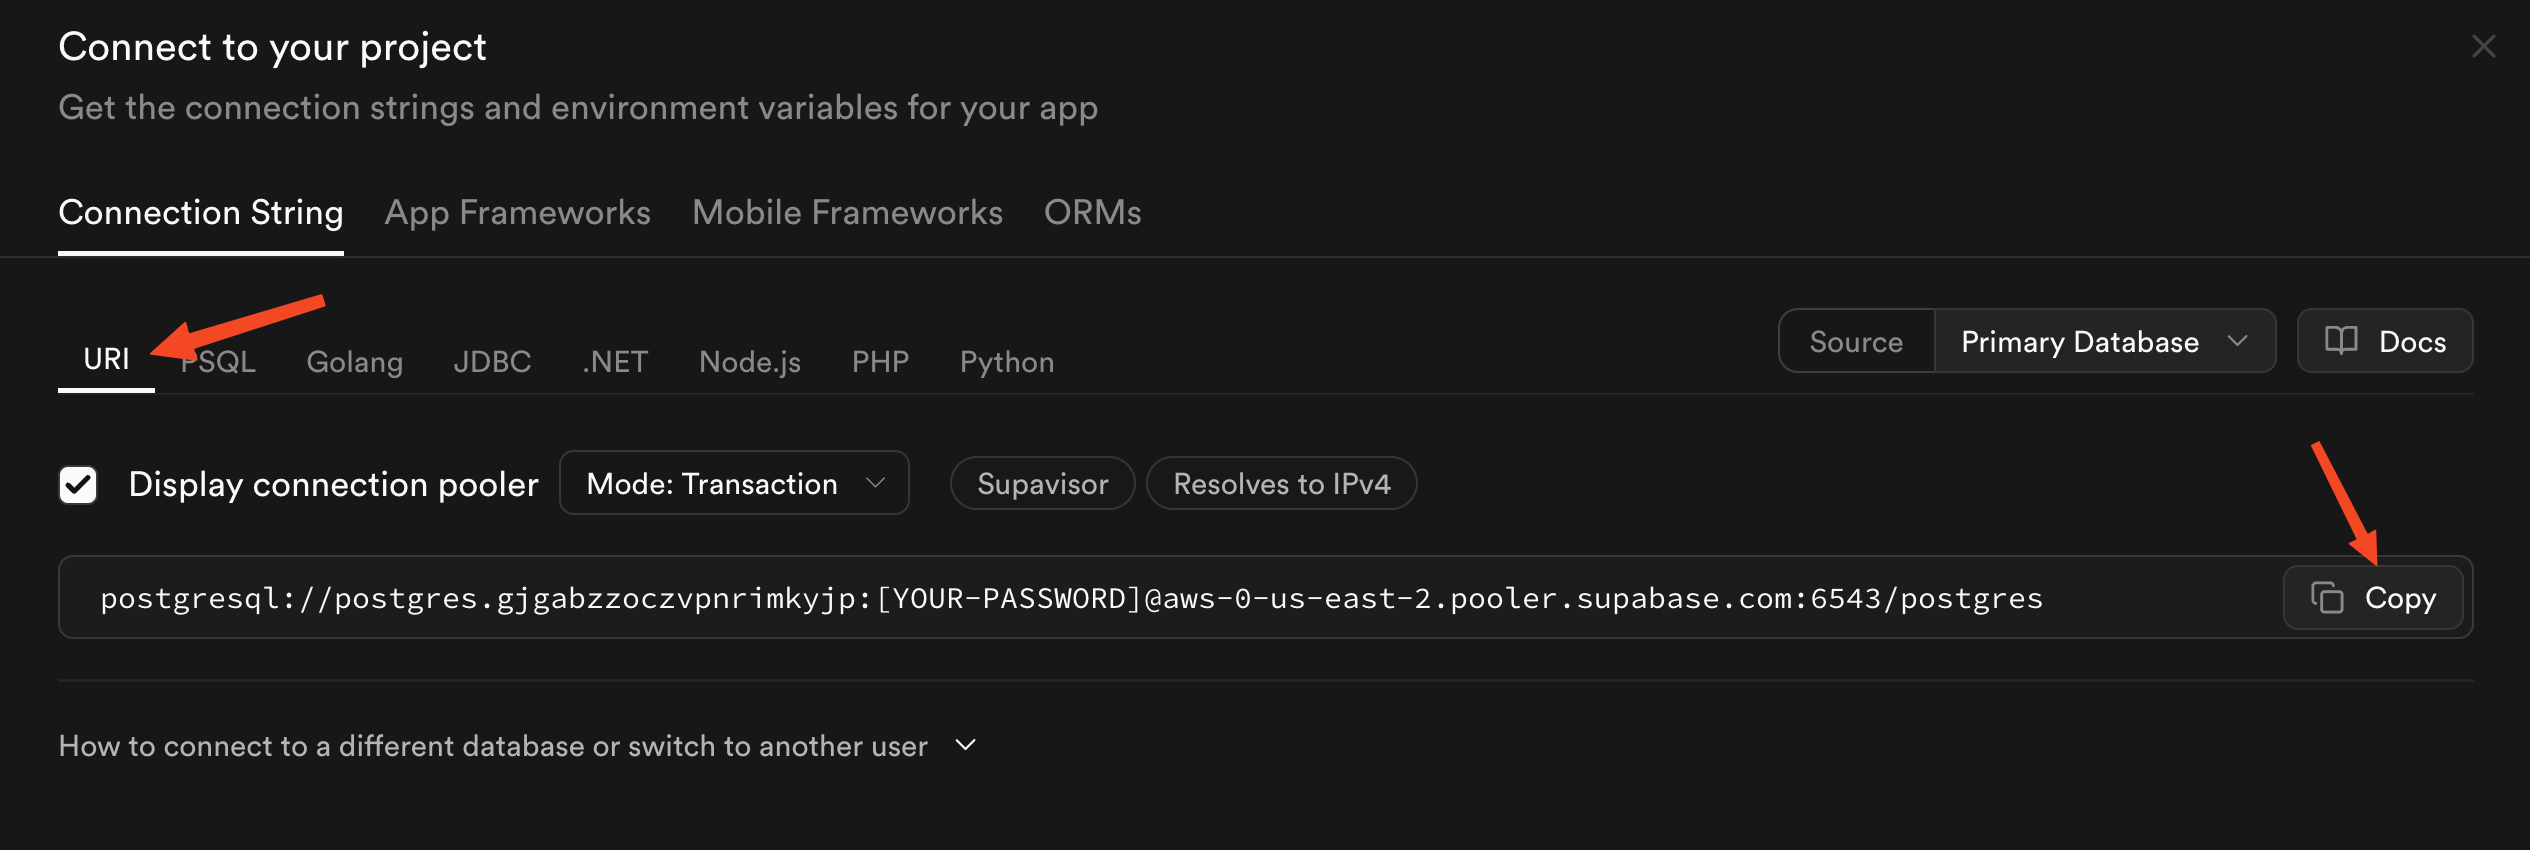 Connect to your project
Get the connection strings and environment variables for your app
Connection String App Frameworks Mobile Frameworks ORMs
URI PSQL Golang JDBC .NET Node.js PHP Python Source Primary Database Docs
Display connection pooler Mode: Transaction Supavisor Resolves to IPv4
postgresql://postgres.gjgabzzoczvpnrimkyjp:[YOUR-PASSWORD]@aws-0-us-east-2.pooler.supabase.com:6543/postgres Copy
How to connect to a different database or switch to another user